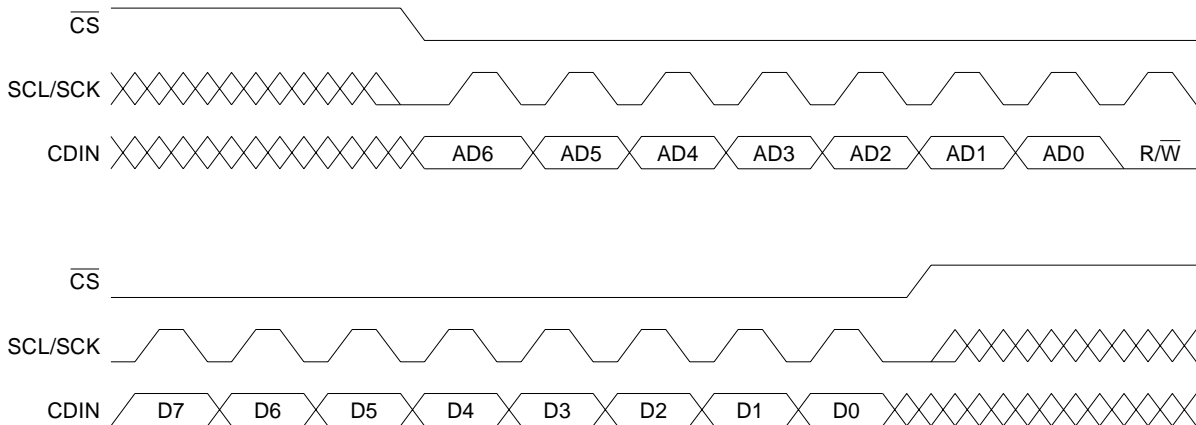 CS
SCL/SCK
CDIN AD6 AD5 AD4 AD3 AD2 AD1 AD0 R/W
CS
SCL/SCK
CDIN D7 D6 D5 D4 D3 D2 D1 D0